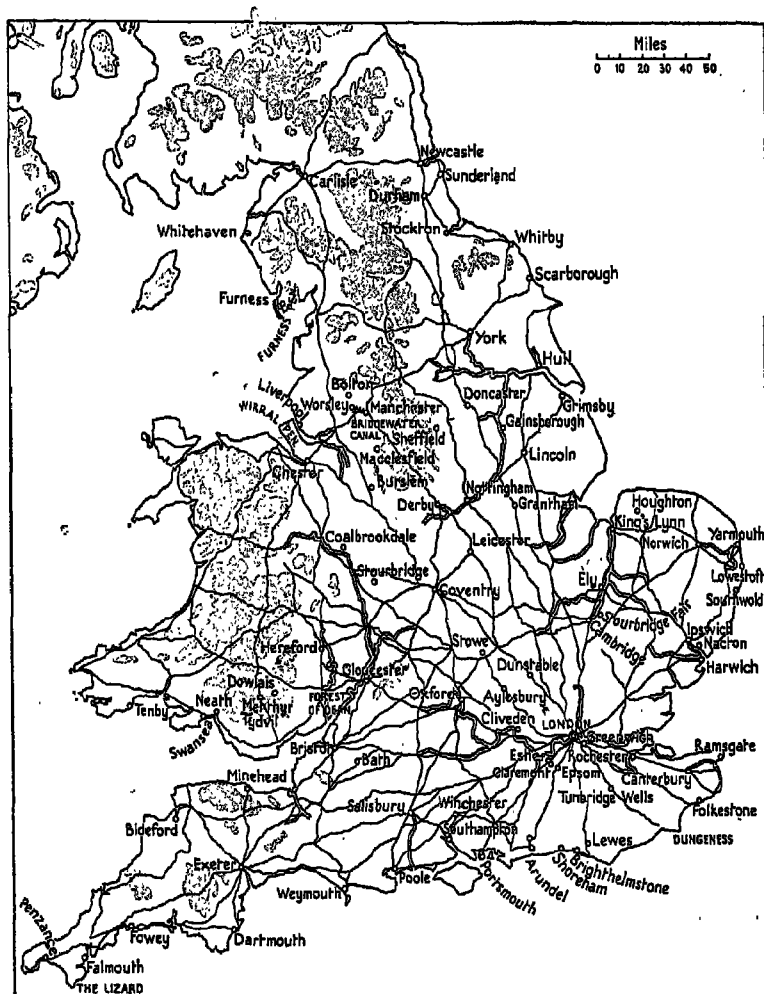 Miles
0 10 20 30 40 50
Newcastle
Sunderland
Carlisle
Durham
Whitehaven
Stockton
Whitby
Scarborough
Furness
FURNESS
York
Hull
Bolton
Liverpool
Worsley
Manchester
Doncaster
Grimsby
WIRRAL PEN.
BRIDGEWATER
CANAL
Gainsborough
Sheffield
Macclesfield
Lincoln
Chester
Burslem
Nottingham
Derby
Grantham
Houghton
King's Lynn
Yarmouth
Norwich
Coalbrookdale
Leicester
Lowestoft
Stourbridge
Ely
Southwold
Coventry
Stourbridge Fair
Cambridge
Ipswich
Nacton
Hereford
Stowe
Harwich
Gloucester
Dunstable
Dowlais
Merthyr
Tydvil
FOREST
OF DEAN
Oxford
Aylesbury
Tenby
Neath
Swansea
Cliveden
LONDON
Greenwich
Bristol
Bath
Esher
Rochester
Ramsgate
Claremont
Epsom
Canterbury
Minehead
Tunbridge Wells
Salisbury
Winchester
Folkestone
Bideford
Southampton
Lewes
DUNGENESS
Exeter
Weymouth
Poole
Portsmouth
Arundel
Shoreham
Brighthelmstone
Penzance
Fowey
Dartmouth
Falmouth
THE LIZARD